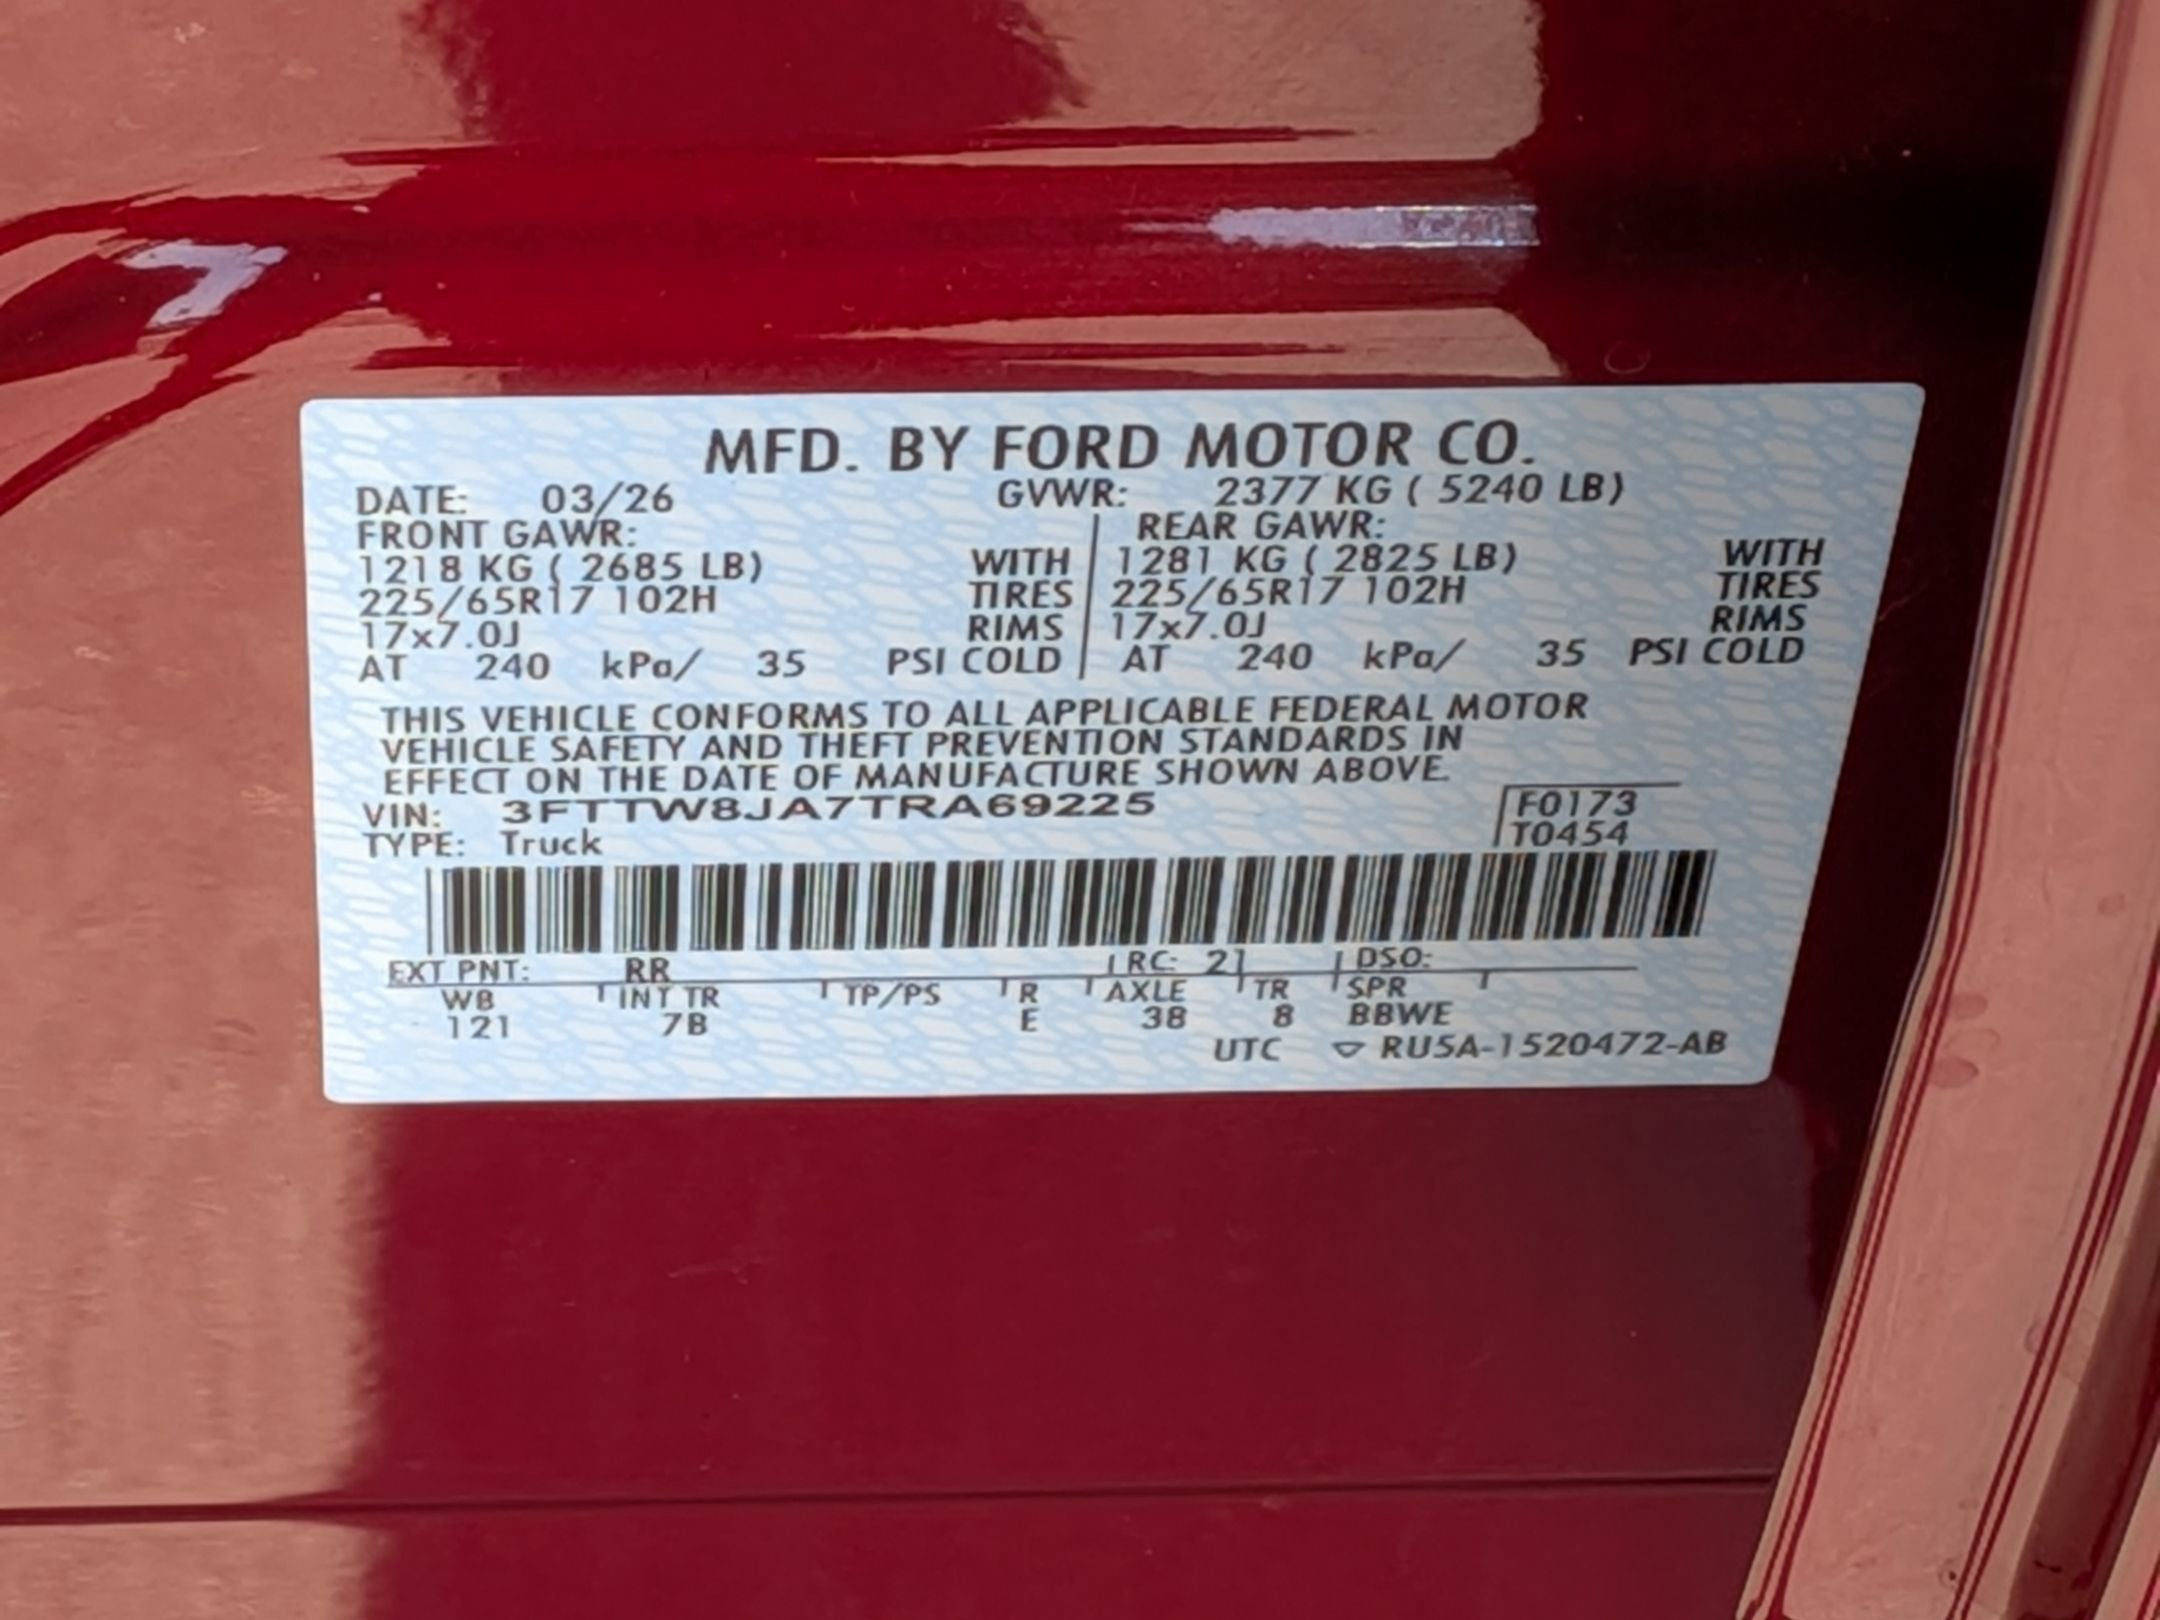 MFD. BY FORD MOTOR CO.
DATE: 03/26 GVWR: 2377 KG ( 5240 LB)
FRONT GAWR: REAR GAWR:
1218 KG ( 2685 LB) WITH 1281 KG ( 2825 LB) WITH
225/65R17 102H TIRES 225/65R17 102H TIRES
17x7.0J RIMS 17x7.0J RIMS
AT 240 kPa/ 35 PSI COLD AT 240 kPa/ 35 PSI COLD
THIS VEHICLE CONFORMS TO ALL APPLICABLE FEDERAL MOTOR
VEHICLE SAFETY AND THEFT PREVENTION STANDARDS IN
EFFECT ON THE DATE OF MANUFACTURE SHOWN ABOVE.
VIN: 3FTTW8JA7TRA69225 F0173
TYPE: Truck T0454
EXT PNT: RR RC: 21 DSO:
WB INT TR TP/PS R AXLE TR SPR
121 7B E 38 8 BBWE
UTC ▽ RU5A-1520472-AB